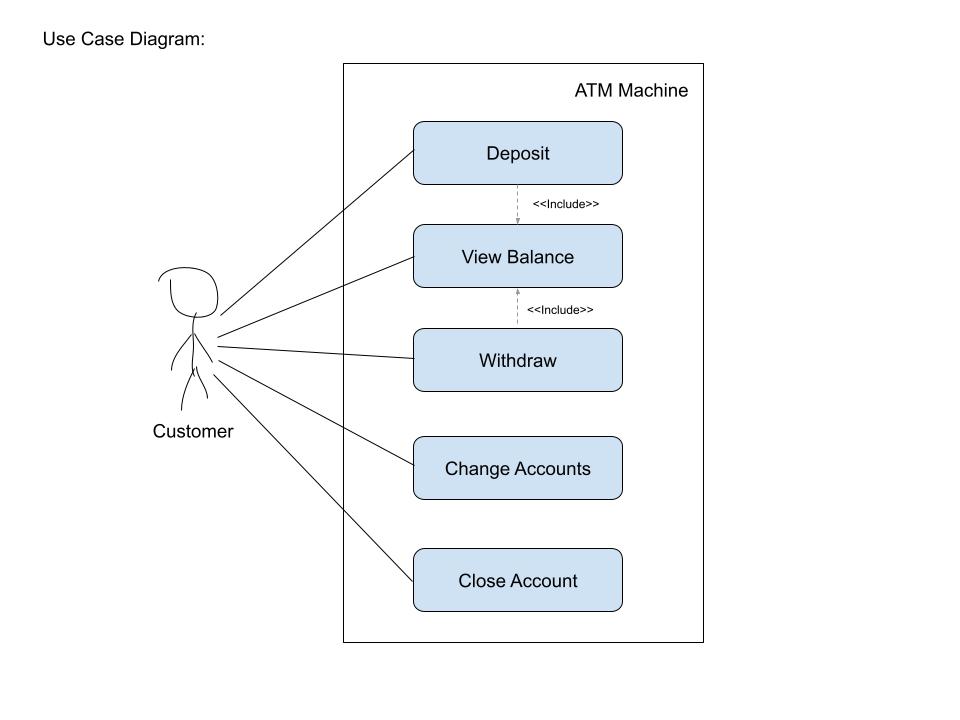 Use Case Diagram:
ATM Machine
Deposit
<<Include>>
View Balance
<<Include>>
Withdraw
Customer
Change Accounts
Close Account